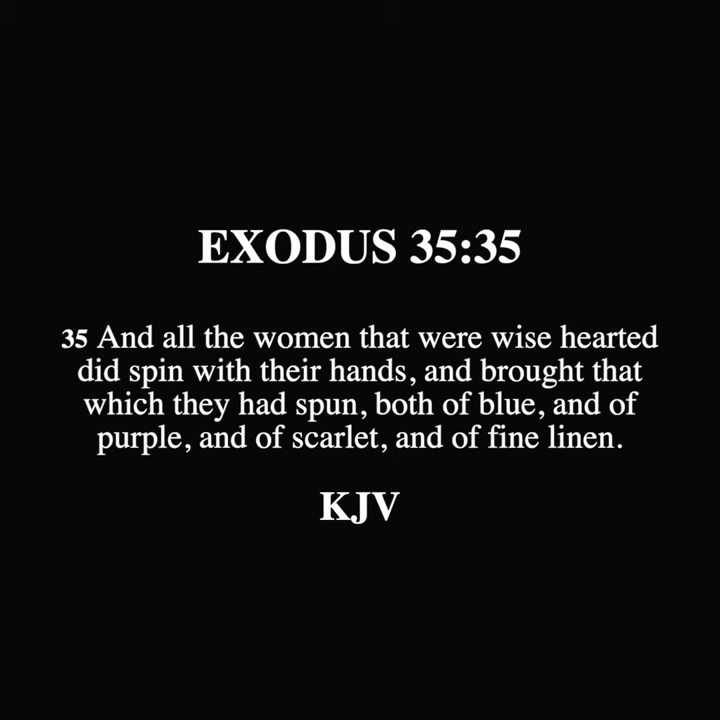 EXODUS 35:35
35 And all the women that were wise hearted
did spin with their hands, and brought that
which they had spun, both of blue, and of
purple, and of scarlet, and of fine linen.
KJV